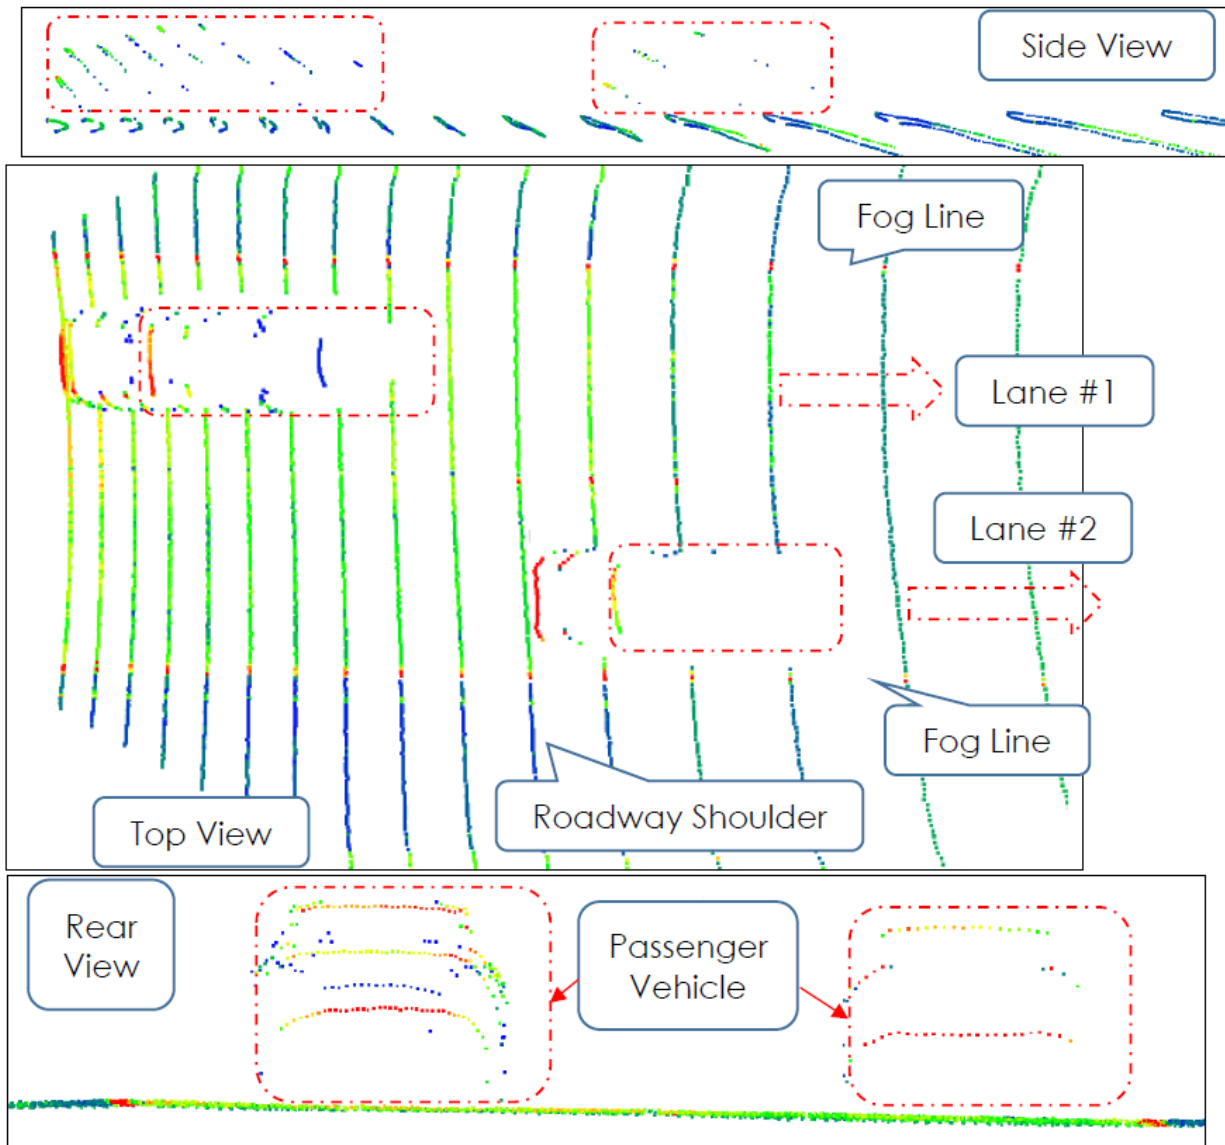 Side View
Fog Line
Lane #1
Lane #2
Fog Line
Roadway Shoulder
Top View
Rear
View
Passenger
Vehicle